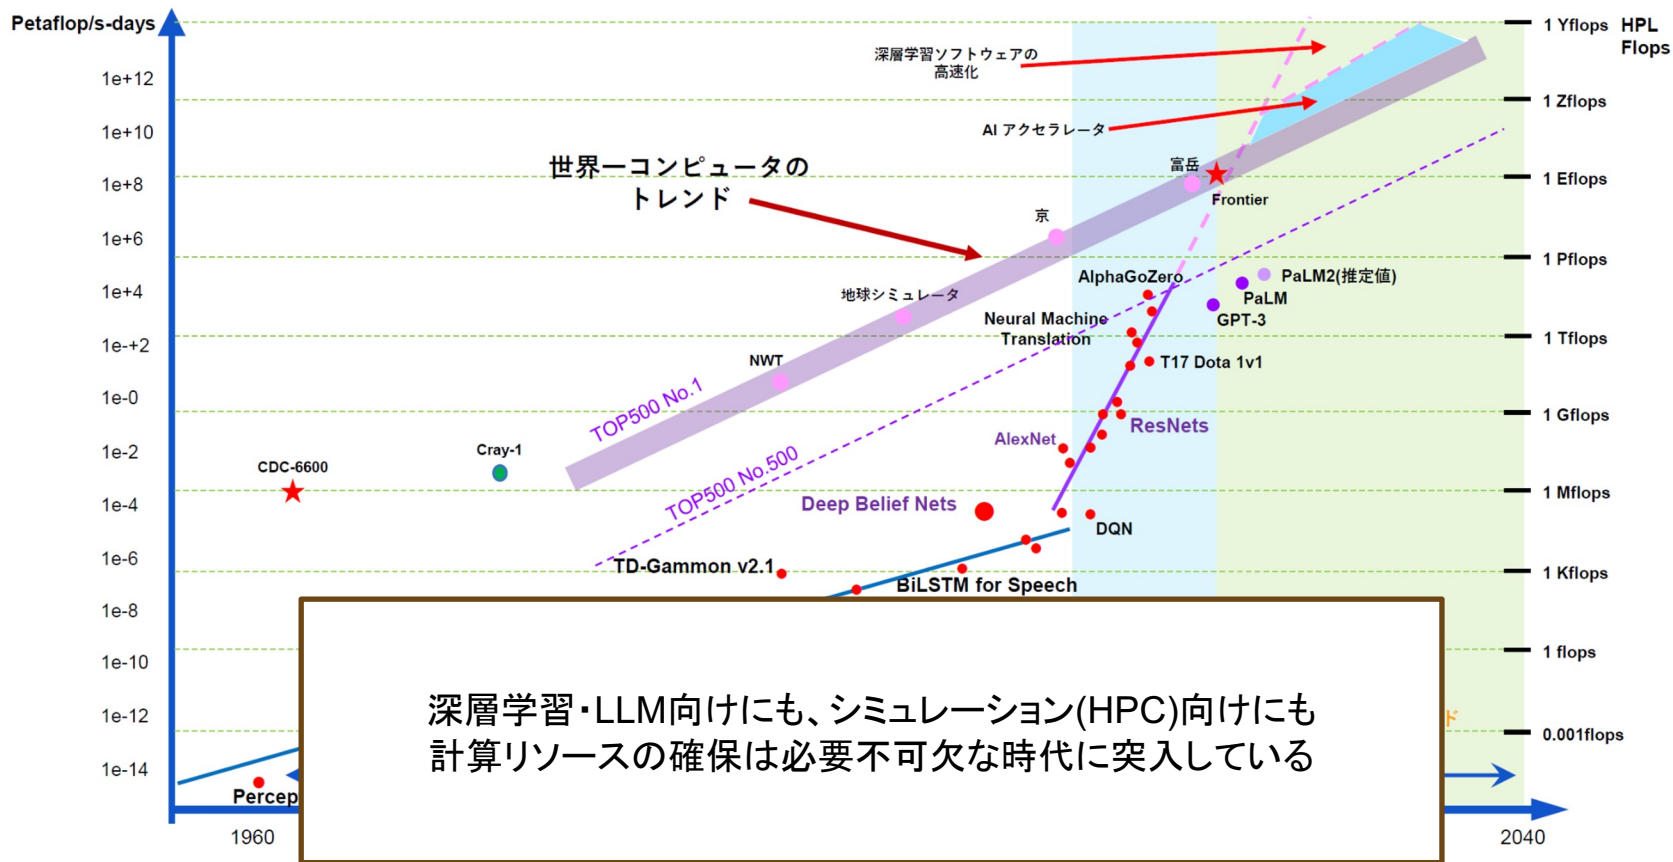 Petaflop/s-days
1e+12
1e+10
1e+8
1e+6
1e+4
1e-+2
1e-0
1e-2
1e-4
1e-6
1e-8
1e-10
1e-12
1e-14
1 Yflops
HPL
Flops
1 Zflops
1 Eflops
1 Pflops
1 Tflops
1 Gflops
1 Mflops
1 Kflops
1 flops
0.001flops
深層学習ソフトウェアの
高速化
AI アクセラレータ
世界一コンピュータの
トレンド
富岳
Frontier
京
地球シミュレータ
NWT
TOP500 No.1
TOP500 No.500
Cray-1
CDC-6600
AlphaGoZero
PaLM2(推定値)
PaLM
GPT-3
Neural Machine
Translation
T17 Dota 1v1
ResNets
AlexNet
Deep Belief Nets
DQN
TD-Gammon v2.1
BiLSTM for Speech
Percep
ド
深層学習・LLM向けにも、シミュレーション(HPC)向けにも
計算リソースの確保は必要不可欠な時代に突入している
1960
2040